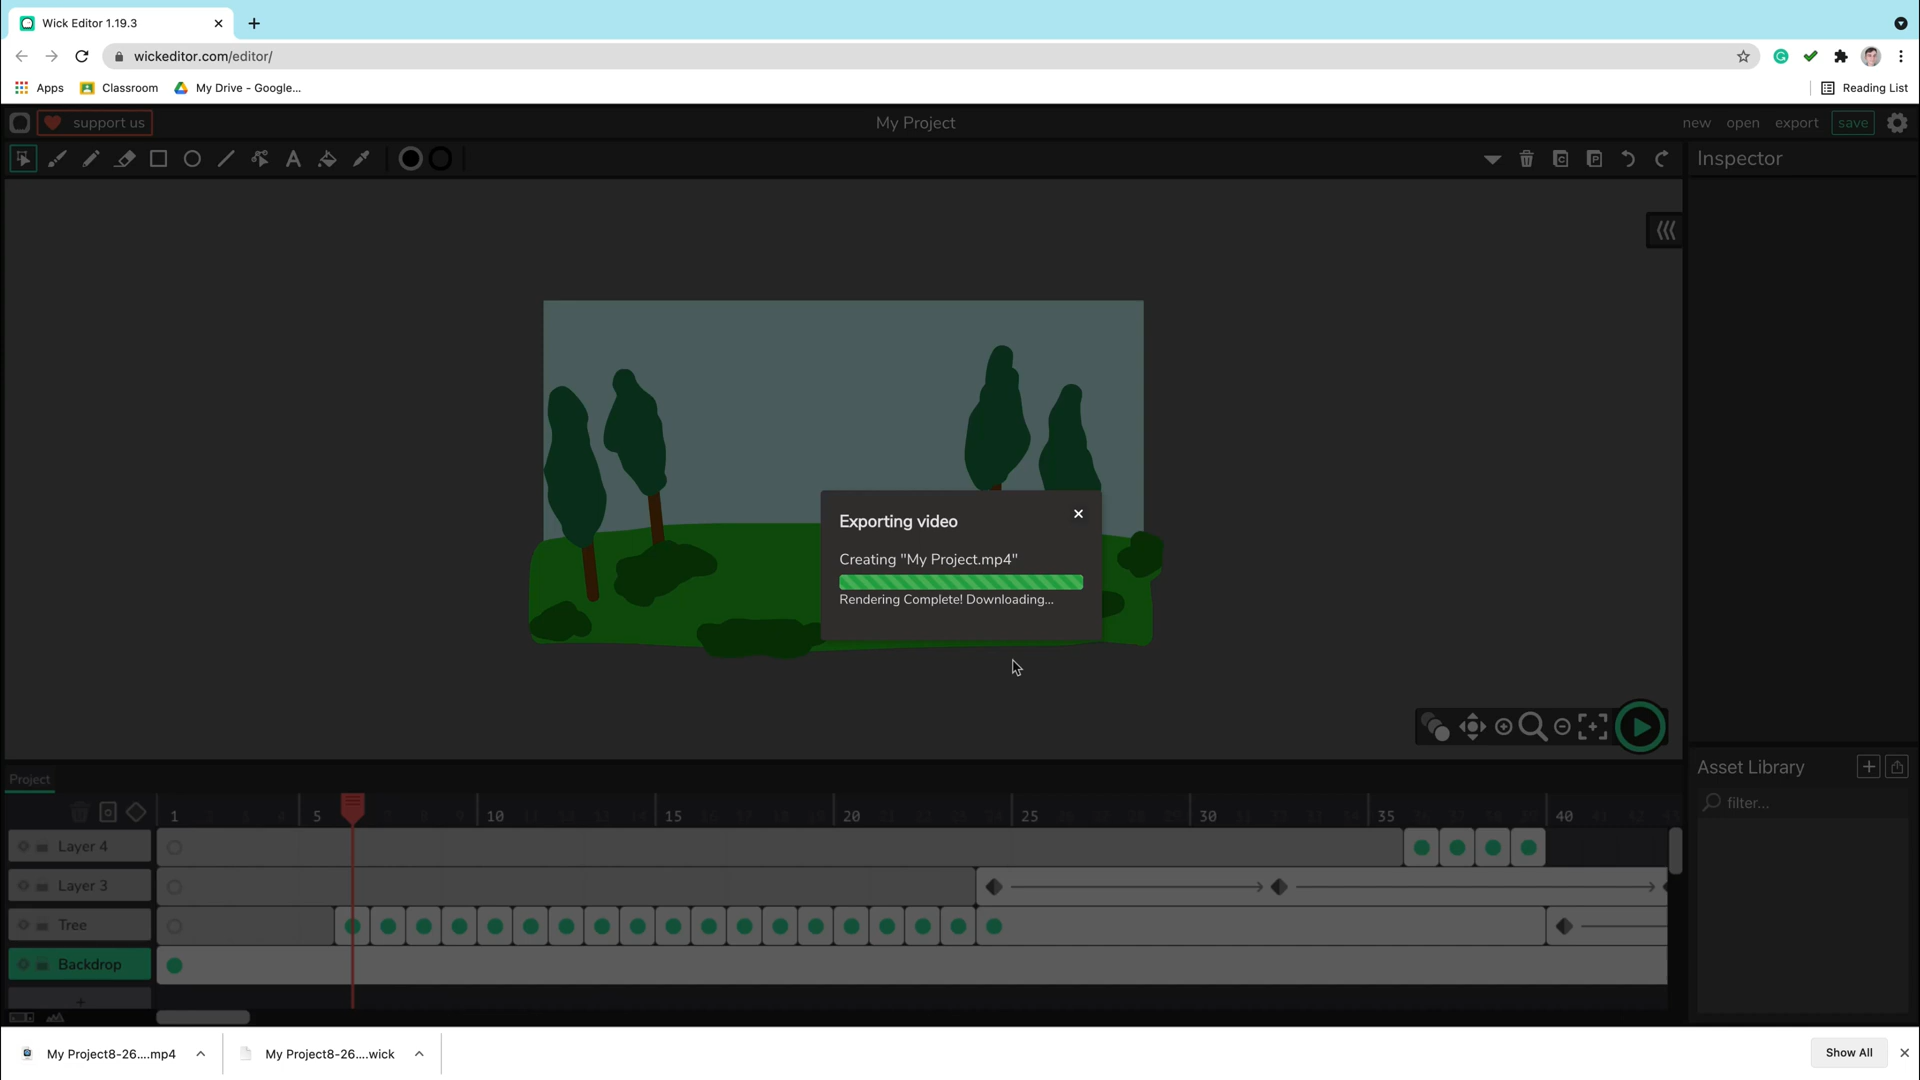 Wick Editor 1.19.3
wickeditor.com/editor/
Apps Classroom My Drive - Google... Reading List
support us My Project new open export save
Inspector
Exporting video
Creating "My Project.mp4"
Rendering Complete! Downloading...
Project
Asset Library
filter...
1 5 10 15 20 25 30 35 40
Layer 4
Layer 3
Tree
Backdrop
My Project8-26....mp4 My Project8-26....wick Show All